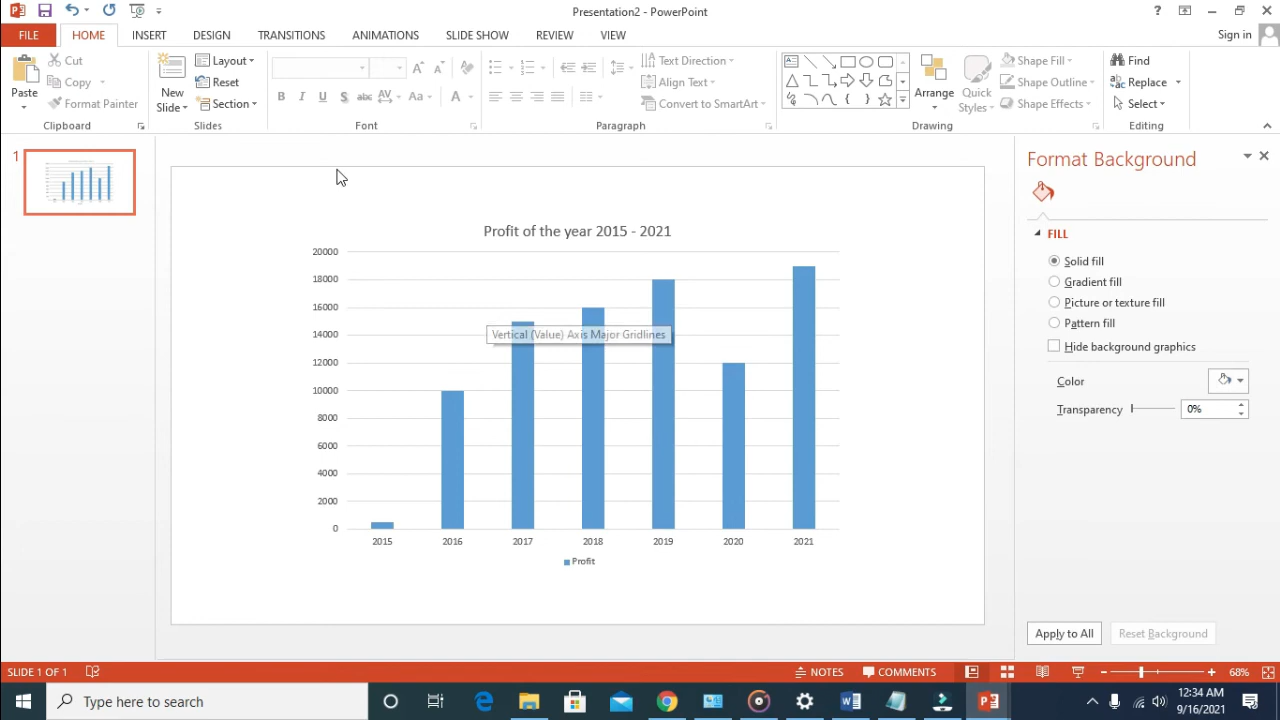 Presentation2 - PowerPoint
?
FILE HOME INSERT DESIGN TRANSITIONS ANIMATIONS SLIDE SHOW REVIEW VIEW Sign in
Paste
Cut
Copy
Format Painter
Clipboard
New
Slide
Layout
Reset
Section
Slides
B I U S abc AV Aa A
Font
Text Direction
Align Text
Convert to SmartArt
Paragraph
Arrange
Quick
Styles
Shape Fill
Shape Outline
Shape Effects
Drawing
Find
Replace
Select
Editing
1
Profit of the year 2015 - 2021
20000
18000
16000
14000
12000
10000
8000
6000
4000
2000
0
Vertical (Value) Axis Major Gridlines
2015 2016 2017 2018 2019 2020 2021
Profit
Format Background
FILL
Solid fill
Gradient fill
Picture or texture fill
Pattern fill
Hide background graphics
Color
Transparency 0%
Apply to All Reset Background
SLIDE 1 OF 1 NOTES COMMENTS 68%
Type here to search
12:34 AM
9/16/2021